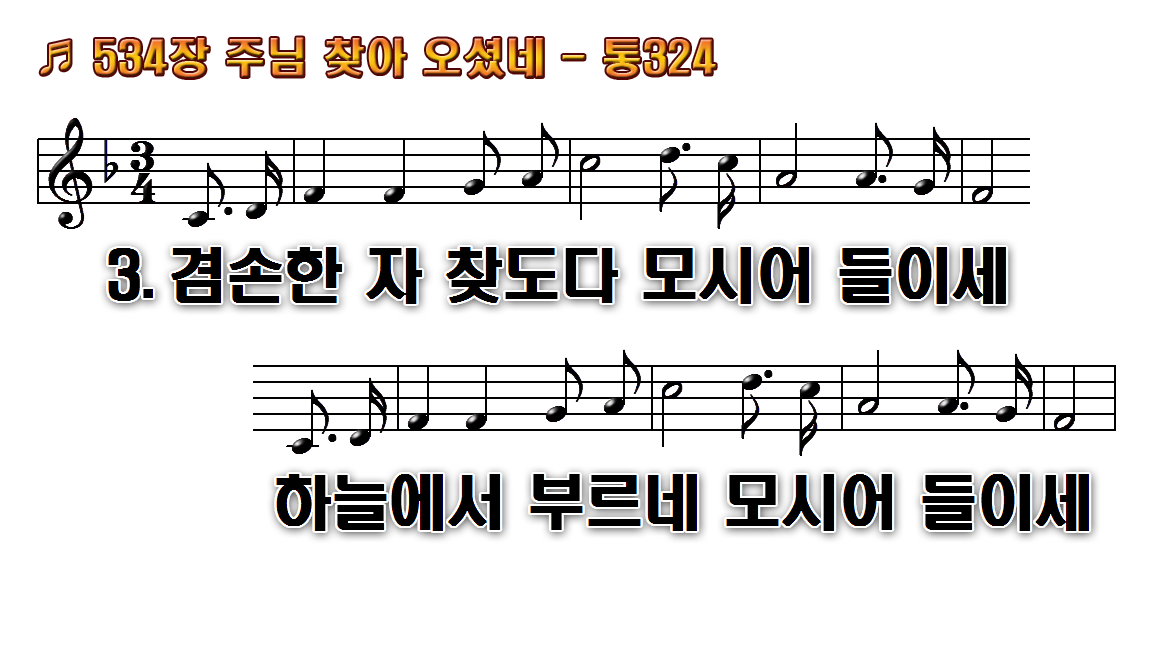 ♬ 534장 주님 찾아 오셨네 - 통324
3
4
3. 겸손한 자 찾도다 모시어 들이세
하늘에서 부르네 모시어 들이세